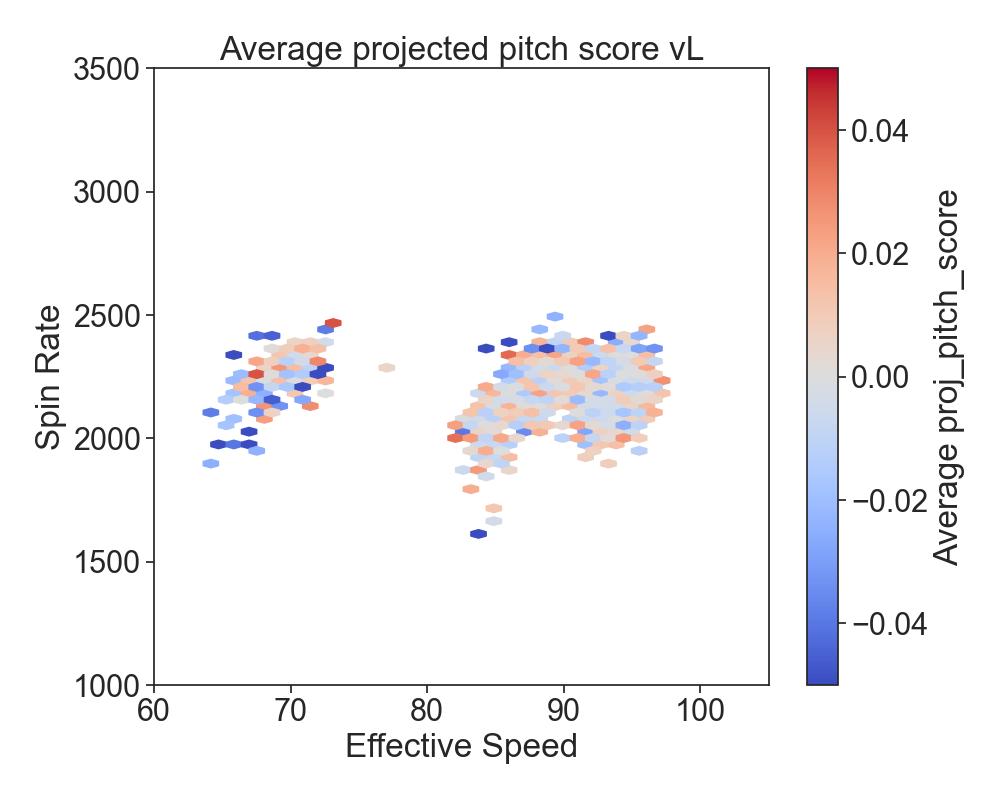 Average projected pitch score vL
3500
3000
2500
2000
1500
1000
Spin Rate
60 70 80 90 100
Effective Speed
0.04
0.02
0.00
−0.02
−0.04
Average proj_pitch_score